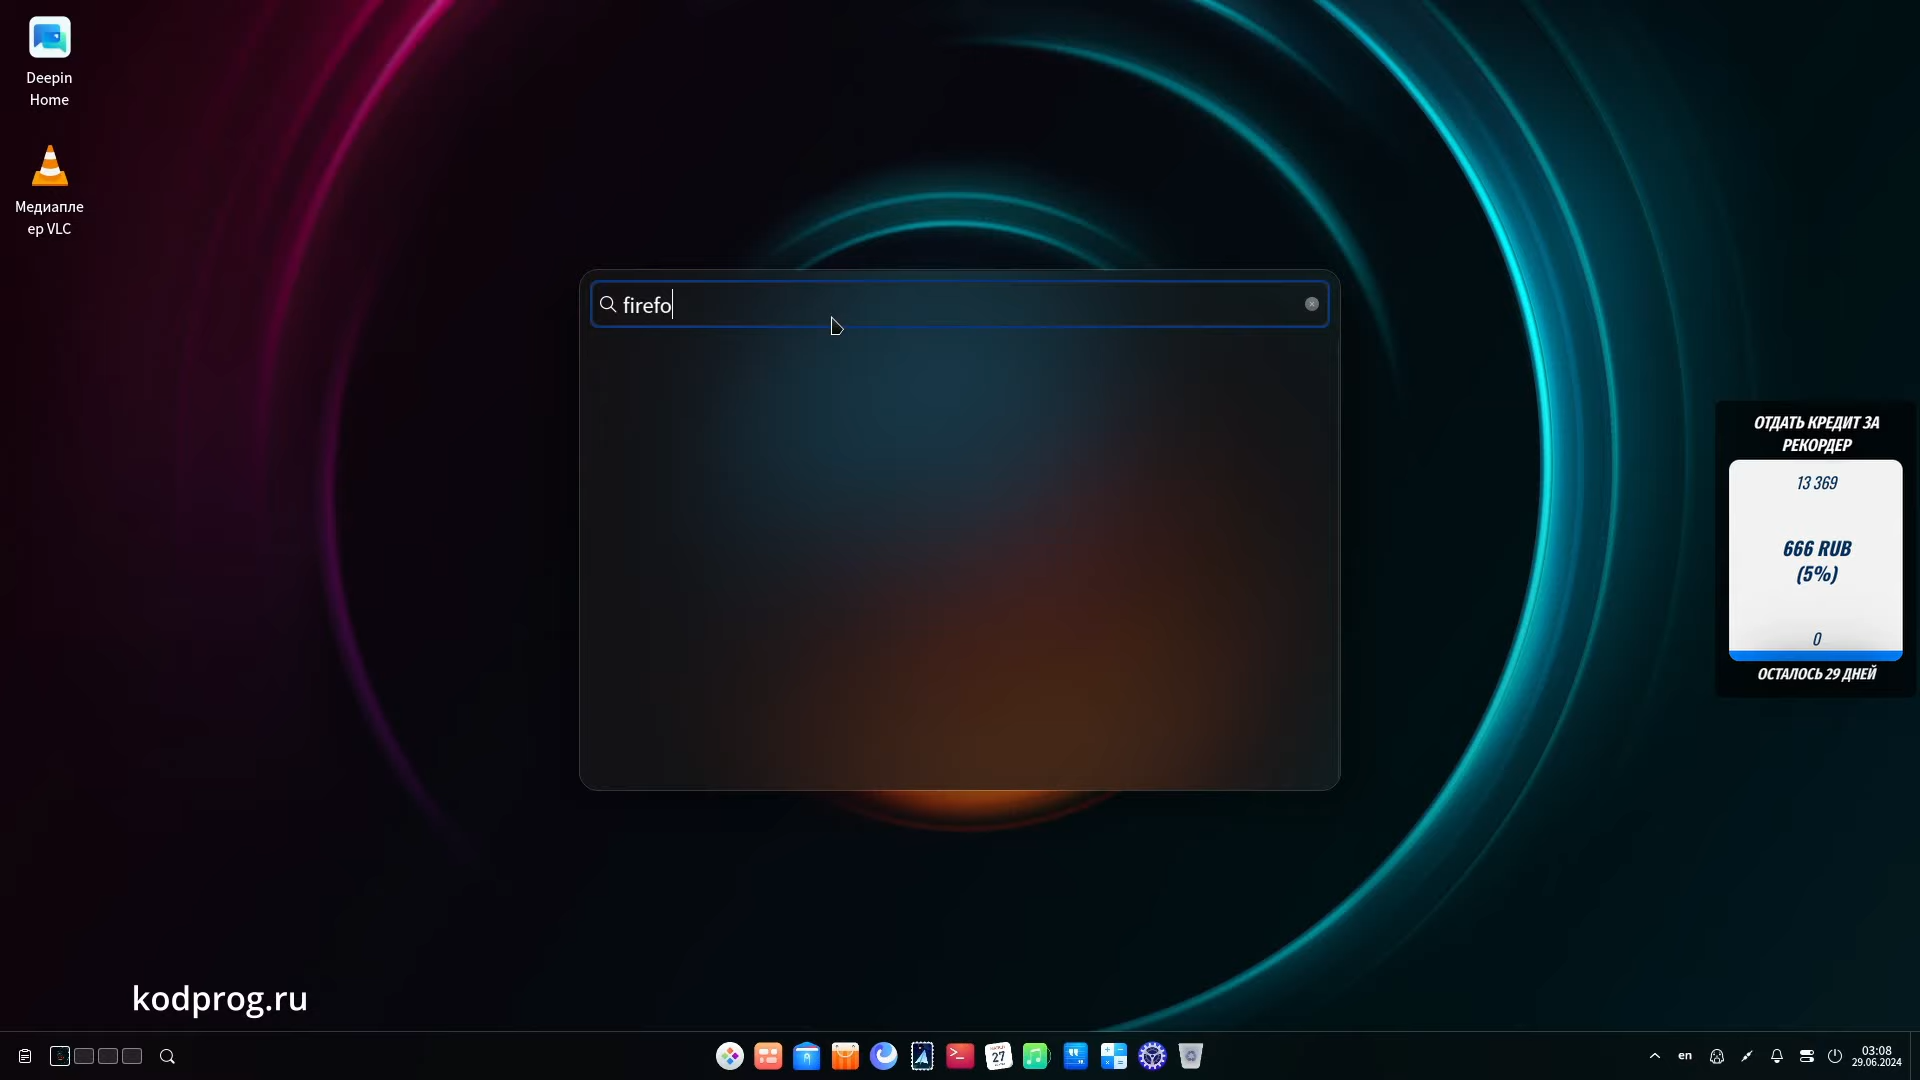 Deepin
Home
Медиапле
ер VLC
firefo
ОТДАТЬ КРЕДИТ ЗА
РЕКОРДЕР
13 369
666 RUB
(5%)
0
ОСТАЛОСЬ 29 ДНЕЙ
kodprog.ru
27
en
03:08
29.06.2024